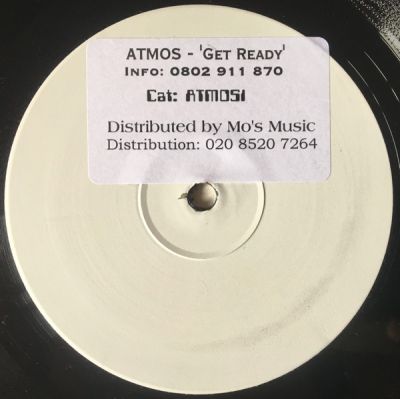 ATMOS - 'GET READY'
INFO: 0802 911 870
Cat: ATMOS1
Distributed by Mo's Music
Distribution: 020 8520 7264